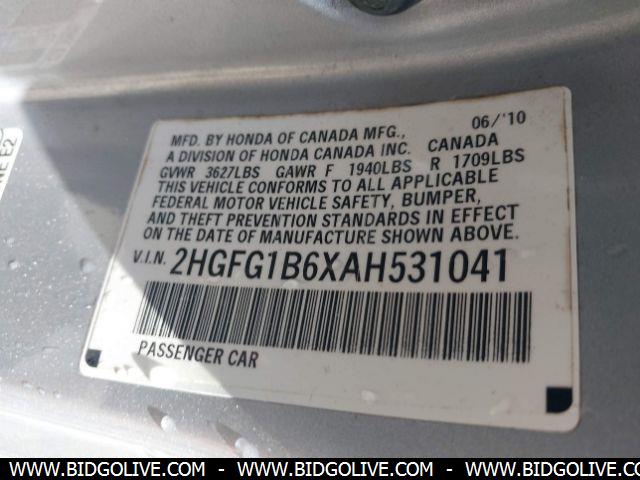 06/'10
MFD. BY HONDA OF CANADA MFG.,
A DIVISION OF HONDA CANADA INC. CANADA
GVWR 3627LBS GAWR F 1940LBS R 1709LBS
THIS VEHICLE CONFORMS TO ALL APPLICABLE
FEDERAL MOTOR VEHICLE SAFETY, BUMPER,
AND THEFT PREVENTION STANDARDS IN EFFECT
ON THE DATE OF MANUFACTURE SHOWN ABOVE.
V.I.N. 2HGFG1B6XAH531041
PASSENGER CAR
NE E2
WWW.BIDGOLIVE.COM - WWW.BIDGOLIVE.COM - WWW.BIDGOLIVE.COM